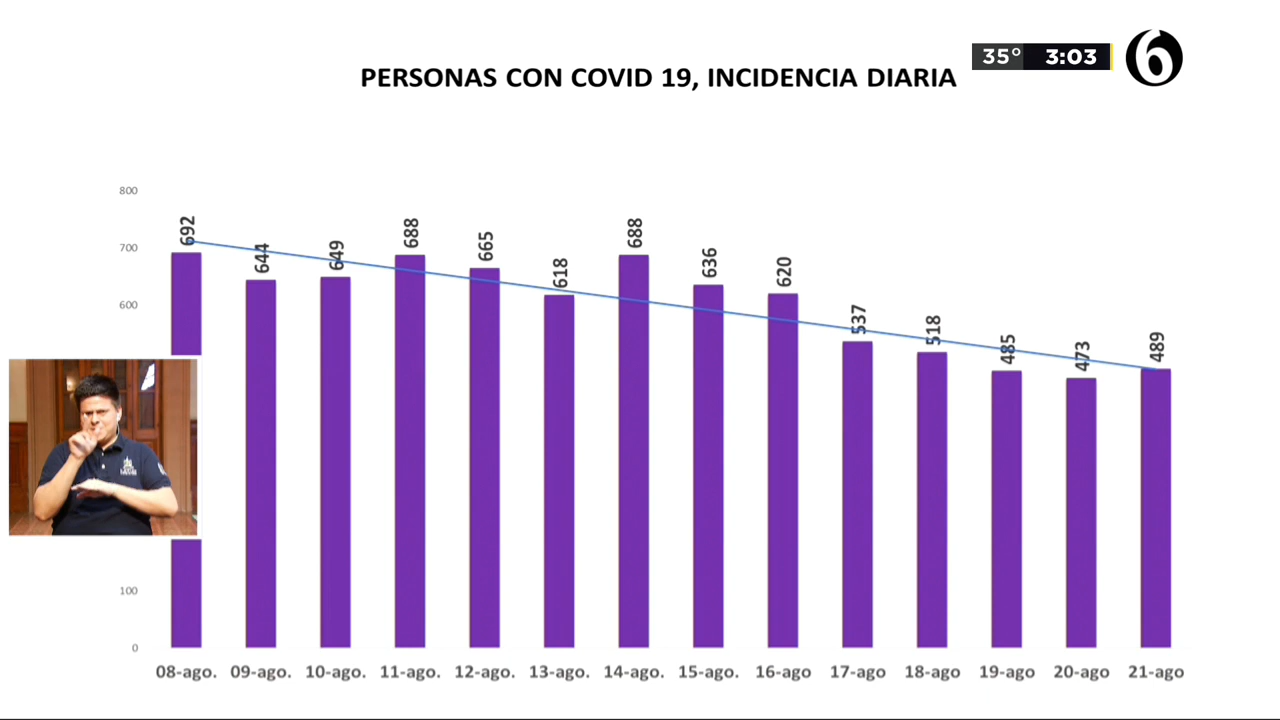 35° 3:03 6
PERSONAS CON COVID 19, INCIDENCIA DIARIA
800
700
600
100
0
692 644 649 688 665 618 688 636 620 537 518 485 473 489
08-ago. 09-ago. 10-ago. 11-ago. 12-ago. 13-ago. 14-ago. 15-ago. 16-ago 17-ago 18-ago 19-ago 20-ago 21-ago